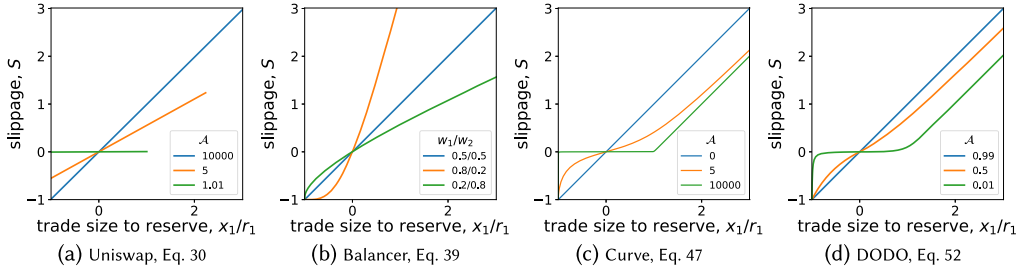 3
2
1
0
−1
slippage, S
0
2
trade size to reserve, x₁/r₁
𝒜
10000
5
1.01
(a) Uniswap, Eq. 30
3
2
1
0
−1
slippage, S
0
2
trade size to reserve, x₁/r₁
w₁/w₂
0.5/0.5
0.8/0.2
0.2/0.8
(b) Balancer, Eq. 39
3
2
1
0
−1
slippage, S
0
2
trade size to reserve, x₁/r₁
A
0
5
10000
(c) Curve, Eq. 47
3
2
1
0
−1
slippage, S
0
2
trade size to reserve, x₁/r₁
𝒜
0.99
0.5
0.01
(d) DODO, Eq. 52